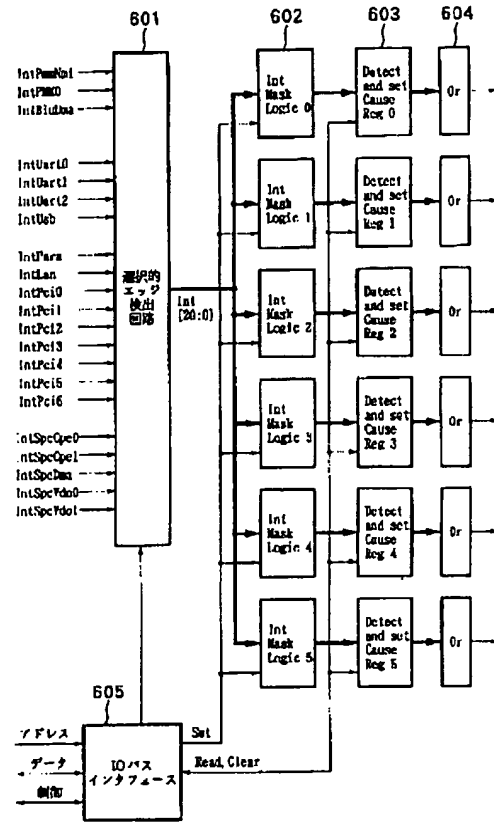 601
602
603
604
IntPMK0
IntUart0
IntUart1
IntUart2
IntUsb
IntPara
IntLan
IntPci0
IntPci1
IntPci2
IntPci3
IntPci4
IntPci5
IntPci6
IntSpcCpe0
IntSpcCpe1
IntSpcDma
IntSpcVdo0
IntSpcVdo1
選択的
エッジ
検出
回路
Int
[20:0]
Int
Mask
Logic 0
Detect
and set
Cause
Reg 0
Or
Int
Mask
Logic 1
Detect
and set
Cause
Reg 1
Or
Int
Mask
Logic 2
Detect
and set
Cause
Reg 2
Or
Int
Mask
Logic 3
Detect
and set
Cause
Reg 3
Or
Int
Mask
Logic 4
Detect
and set
Cause
Reg 4
Or
Int
Mask
Logic 5
Detect
and set
Cause
Reg 5
Or
605
アドレス
データ
制御
IOバス
インタフェース
Set
Read, Clear